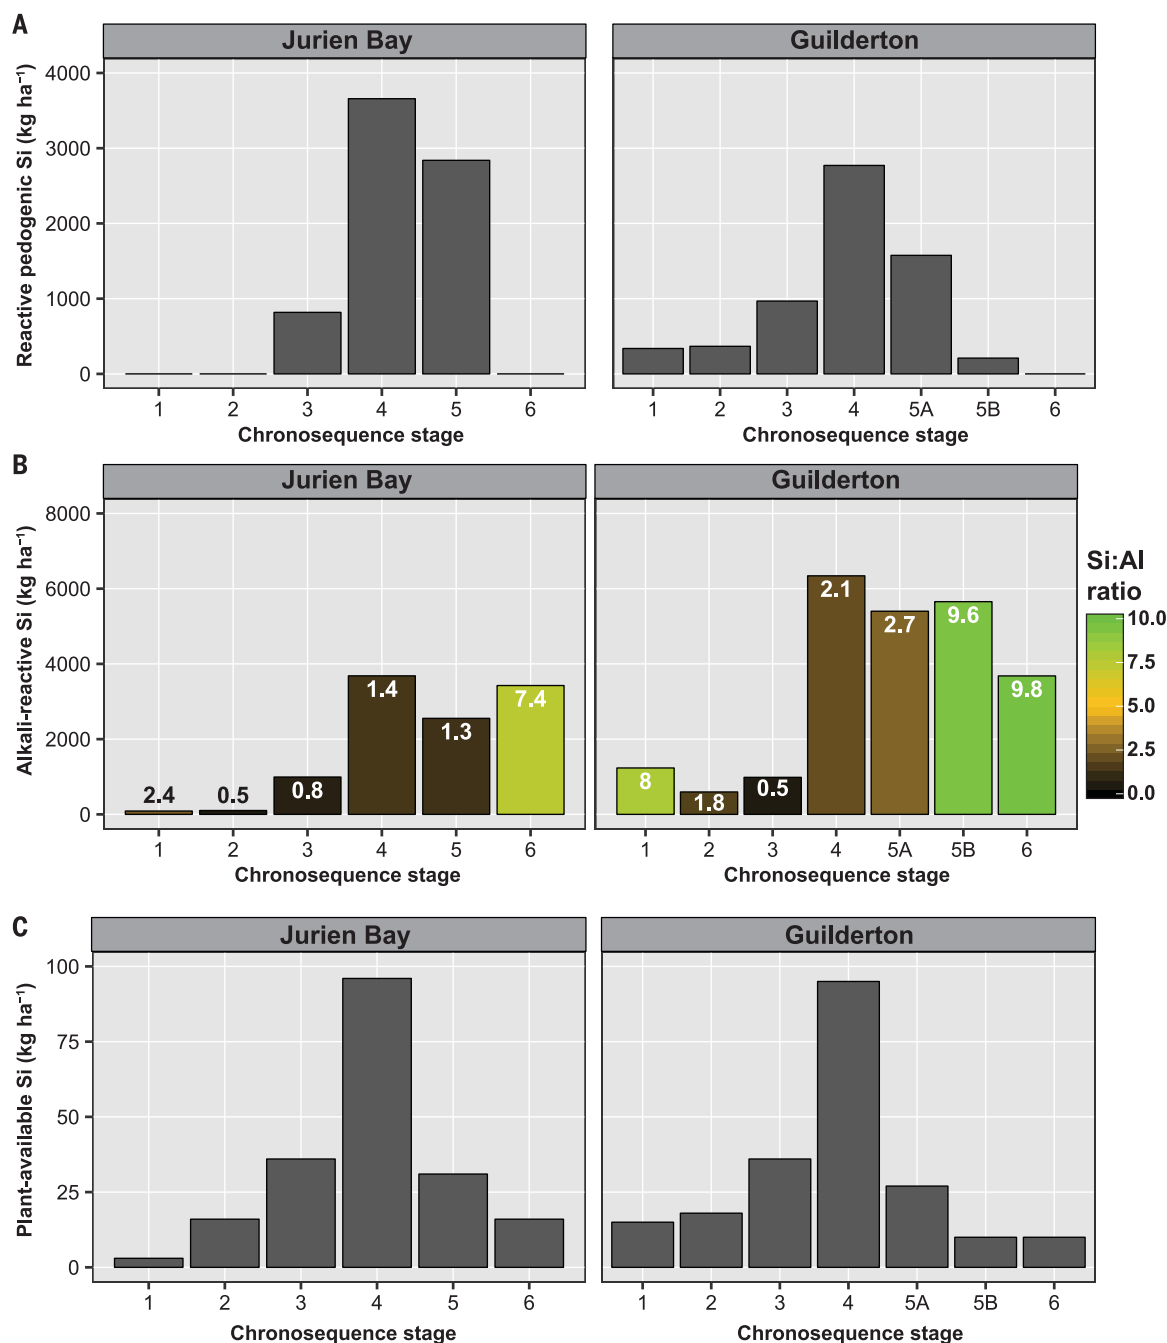 A
Jurien Bay
Guilderton
Reactive pedogenic Si (kg ha⁻¹)
4000
3000
2000
1000
0
1 2 3 4 5 6
1 2 3 4 5A 5B 6
Chronosequence stage
Chronosequence stage
B
Jurien Bay
Guilderton
Alkali-reactive Si (kg ha⁻¹)
8000
6000
4000
2000
0
2.4 0.5 0.8 1.4 1.3 7.4
8 1.8 0.5 2.1 2.7 9.6 9.8
1 2 3 4 5 6
1 2 3 4 5A 5B 6
Chronosequence stage
Chronosequence stage
Si:Al
ratio
10.0
7.5
5.0
2.5
0.0
C
Jurien Bay
Guilderton
Plant-available Si (kg ha⁻¹)
100
75
50
25
0
1 2 3 4 5 6
1 2 3 4 5A 5B 6
Chronosequence stage
Chronosequence stage